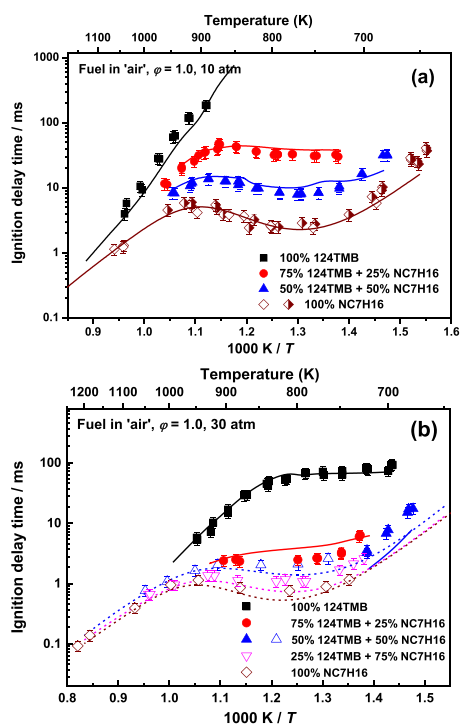 Temperature (K)
1100 1000 900 800 700
Fuel in 'air', φ = 1.0, 10 atm
(a)
Ignition delay time / ms
1000
100
10
1
0.1
100% 124TMB
75% 124TMB + 25% NC7H16
50% 124TMB + 50% NC7H16
100% NC7H16
0.9 1.0 1.1 1.2 1.3 1.4 1.5 1.6
1000 K / T
Temperature (K)
1200 1100 1000 900 800 700
Fuel in 'air', φ = 1.0, 30 atm
(b)
Ignition delay time / ms
1000
100
10
1
0.1
100% 124TMB
75% 124TMB + 25% NC7H16
50% 124TMB + 50% NC7H16
25% 124TMB + 75% NC7H16
100% NC7H16
0.8 0.9 1.0 1.1 1.2 1.3 1.4 1.5
1000 K / T